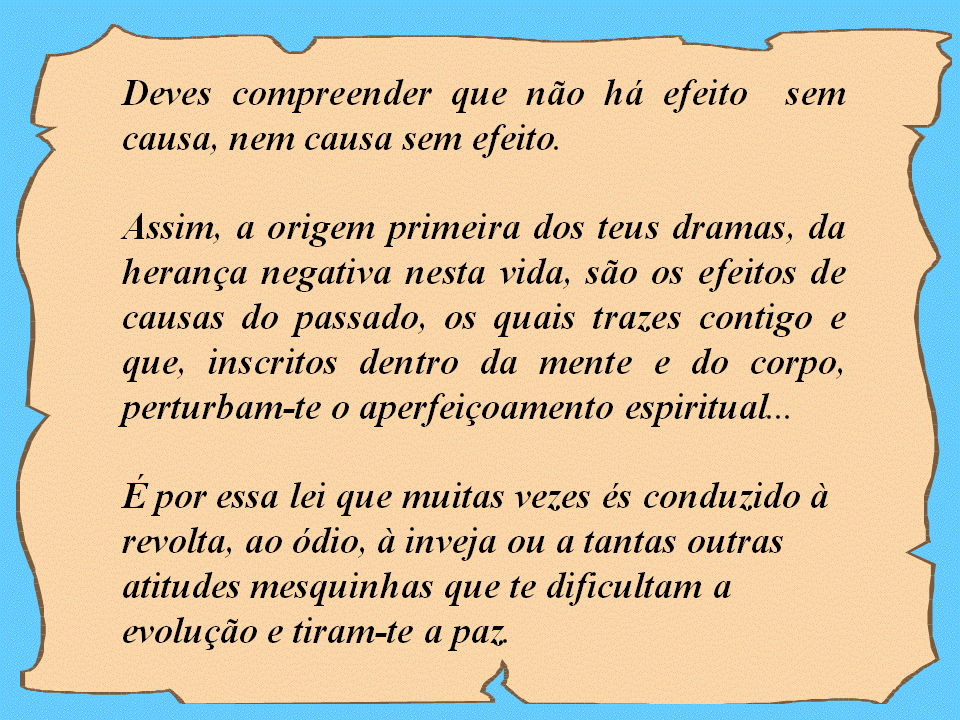 Deves compreender que não há efeito sem
causa, nem causa sem efeito.
Assim, a origem primeira dos teus dramas, da
herança negativa nesta vida, são os efeitos de
causas do passado, os quais trazes contigo e
que, inscritos dentro da mente e do corpo,
perturbam-te o aperfeiçoamento espiritual...
É por essa lei que muitas vezes és conduzido à
revolta, ao ódio, à inveja ou a tantas outras
atitudes mesquinhas que te dificultam a
evolução e tiram-te a paz.